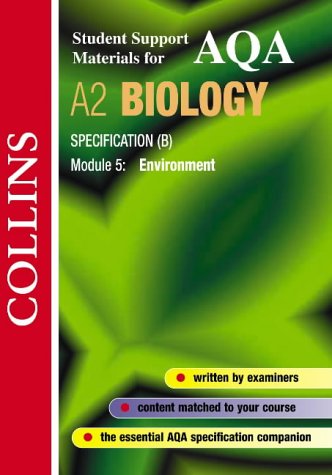 Student Support
Materials for AQA
A2 BIOLOGY
SPECIFICATION (B)
Module 5: Environment
COLLINS
written by examiners
content matched to your course
the essential AQA specification companion